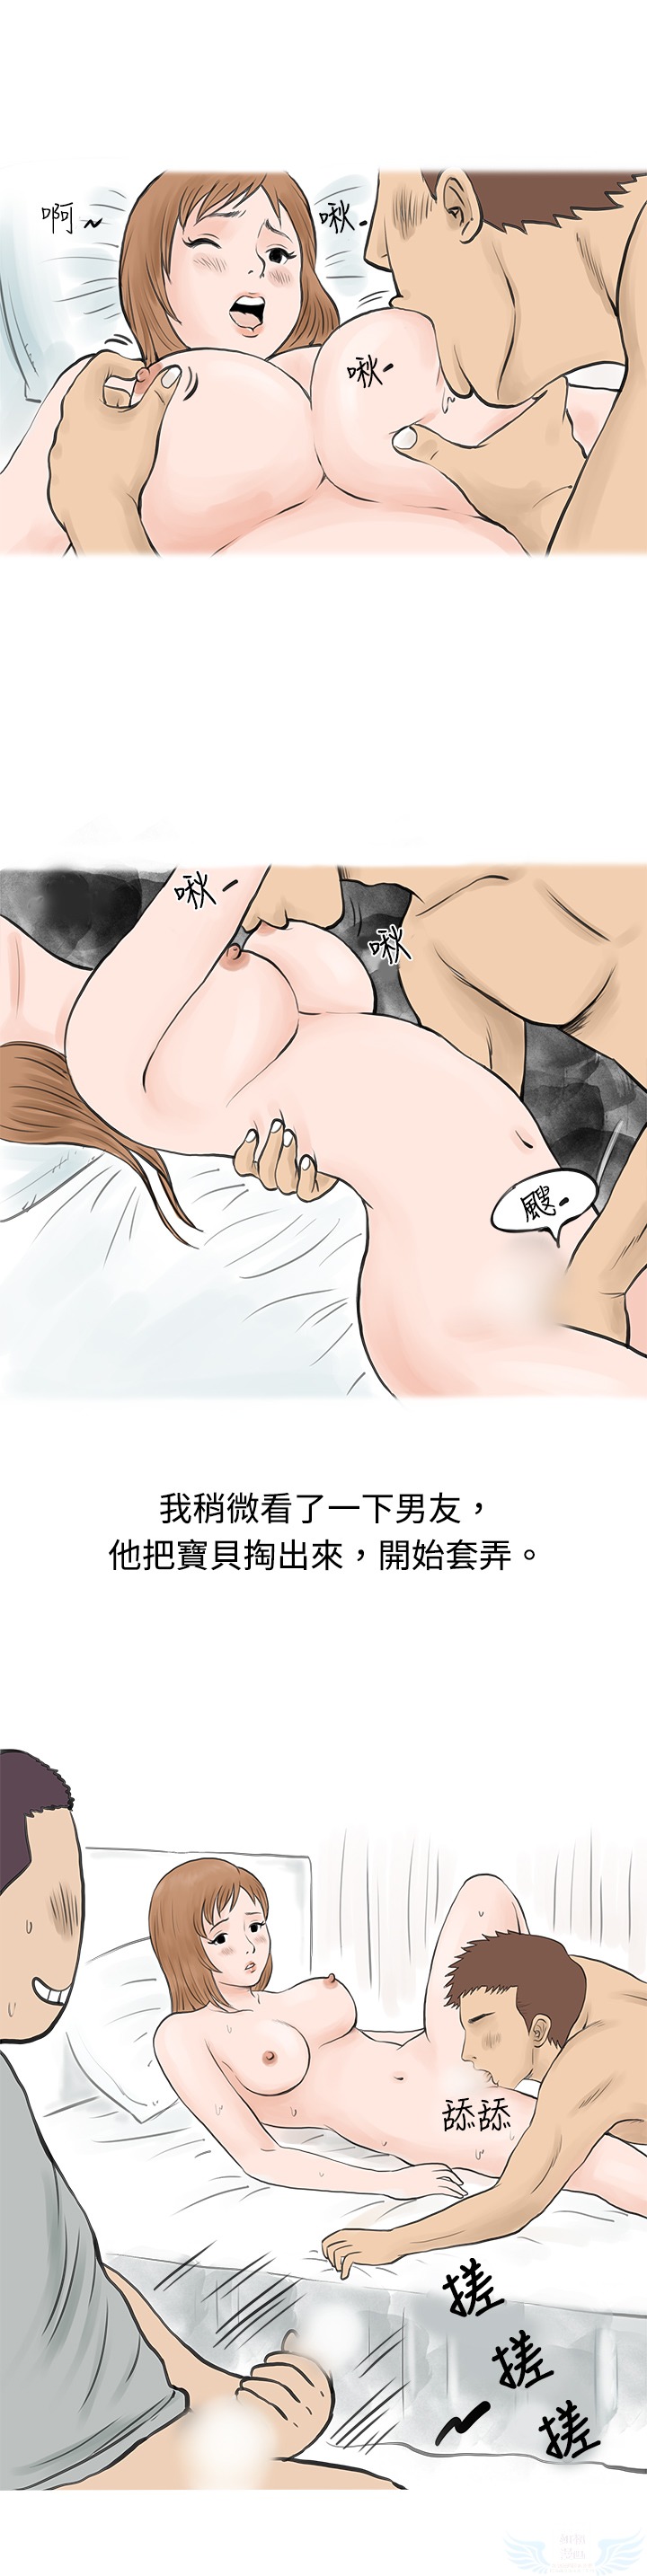 啊~
啾-
啾-
啾-
啾
颼-
我稍微看了一下男友，
他把寶貝掏出來，開始套弄。
舔舔
搓
搓
搓~